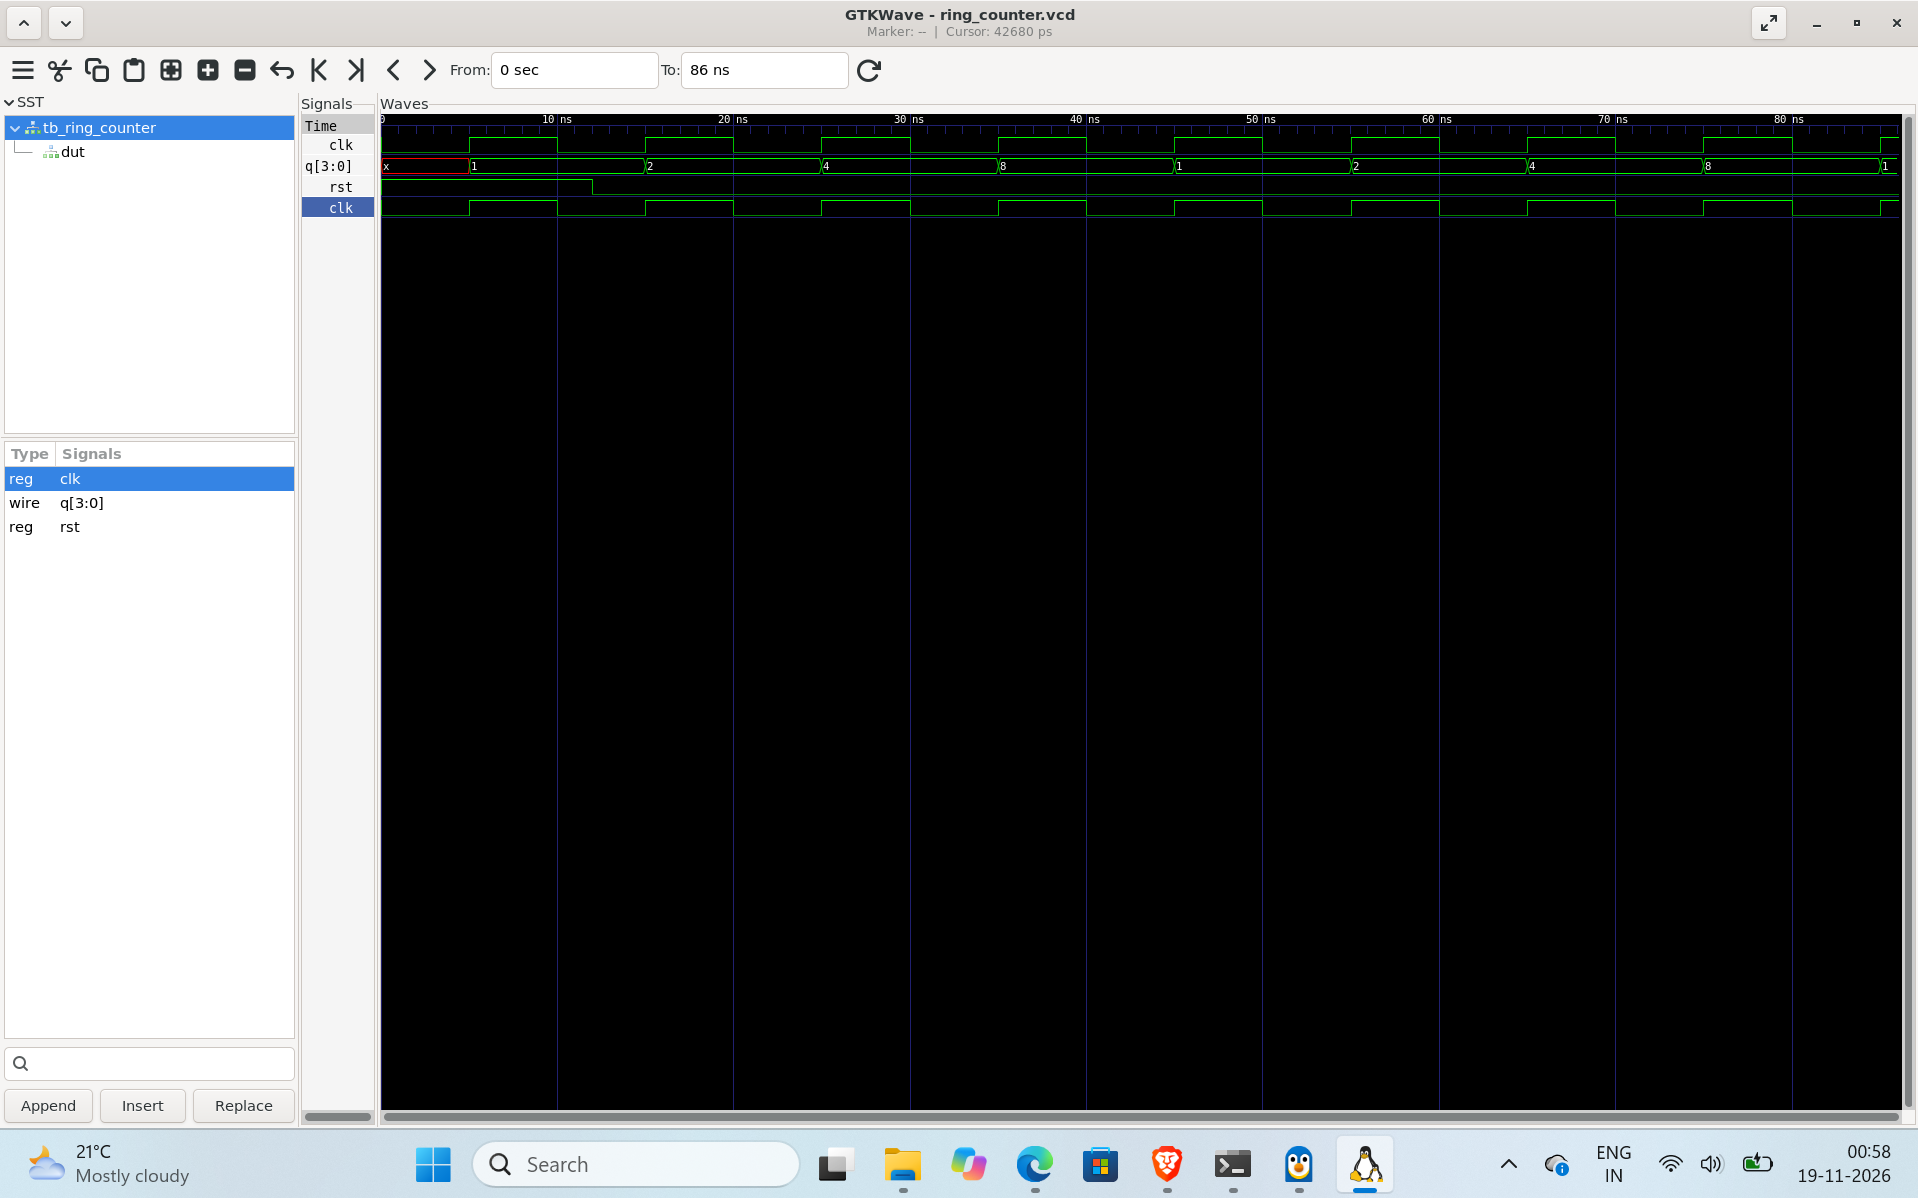 GTKWave - ring_counter.vcd
Marker: -- | Cursor: 42680 ps
From: 0 sec To: 86 ns
SST
tb_ring_counter
dut
Type Signals
reg clk
wire q[3:0]
reg rst
Append Insert Replace
Signals
Time
clk
q[3:0]
rst
clk
Waves
0 10 ns 20 ns 30 ns 40 ns 50 ns 60 ns 70 ns 80 ns
x 1 2 4 8 1 2 4 8 1
21°C
Mostly cloudy
Search
ENG
IN
00:58
19-11-2026